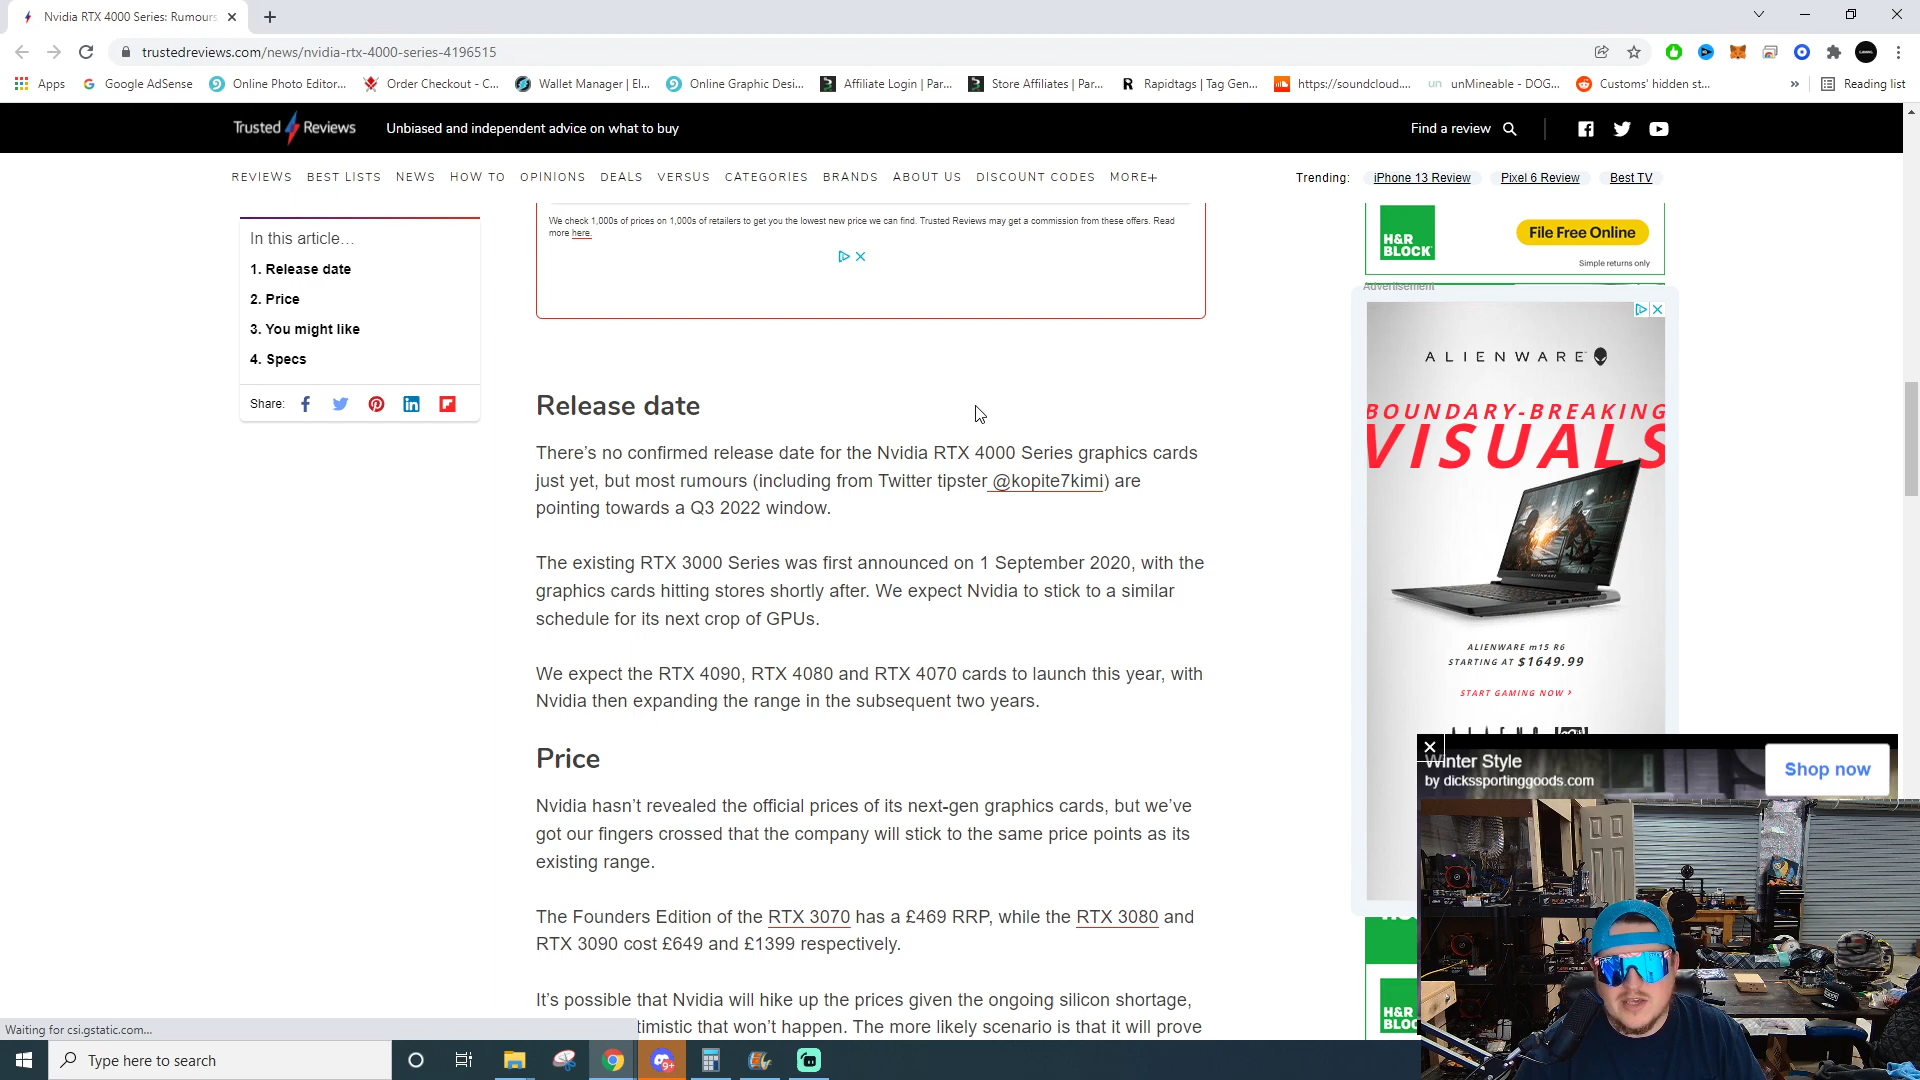 Nvidia RTX 4000 Series: Rumours
trustedreviews.com/news/nvidia-rtx-4000-series-4196515
Apps
Google AdSense
Online Photo Editor...
Order Checkout - C...
Wallet Manager | El...
Online Graphic Desi...
Affiliate Login | Par...
Store Affiliates | Par...
Rapidtags | Tag Gen...
https://soundcloud....
un unMineable - DOG...
Customs' hidden st...
»
Reading list
Trusted Reviews
Unbiased and independent advice on what to buy
Find a review
REVIEWS BEST LISTS NEWS HOW TO OPINIONS DEALS VERSUS CATEGORIES BRANDS ABOUT US DISCOUNT CODES MORE+
Trending: iPhone 13 Review Pixel 6 Review Best TV
In this article...
1. Release date
2. Price
3. You might like
4. Specs
Share:
We check 1,000s of prices on 1,000s of retailers to get you the lowest new price we can find. Trusted Reviews may get a commission from these offers. Read
more here.
Release date
There's no confirmed release date for the Nvidia RTX 4000 Series graphics cards
just yet, but most rumours (including from Twitter tipster @kopite7kimi) are
pointing towards a Q3 2022 window.
The existing RTX 3000 Series was first announced on 1 September 2020, with the
graphics cards hitting stores shortly after. We expect Nvidia to stick to a similar
schedule for its next crop of GPUs.
We expect the RTX 4090, RTX 4080 and RTX 4070 cards to launch this year, with
Nvidia then expanding the range in the subsequent two years.
Price
Nvidia hasn't revealed the official prices of its next-gen graphics cards, but we've
got our fingers crossed that the company will stick to the same price points as its
existing range.
The Founders Edition of the RTX 3070 has a £469 RRP, while the RTX 3080 and
RTX 3090 cost £649 and £1399 respectively.
It's possible that Nvidia will hike up the prices given the ongoing silicon shortage,
timistic that won't happen. The more likely scenario is that it will prove
H&R
BLOCK
File Free Online
Simple returns only
Advertisement
ALIENWARE
BOUNDARY-BREAKING
VISUALS
ALIENWARE m15 R6
STARTING AT $1649.99
START GAMING NOW >
Winter Style
by dickssportinggoods.com
Shop now
H&R
BLOC
Waiting for csi.gstatic.com...
Type here to search
9+